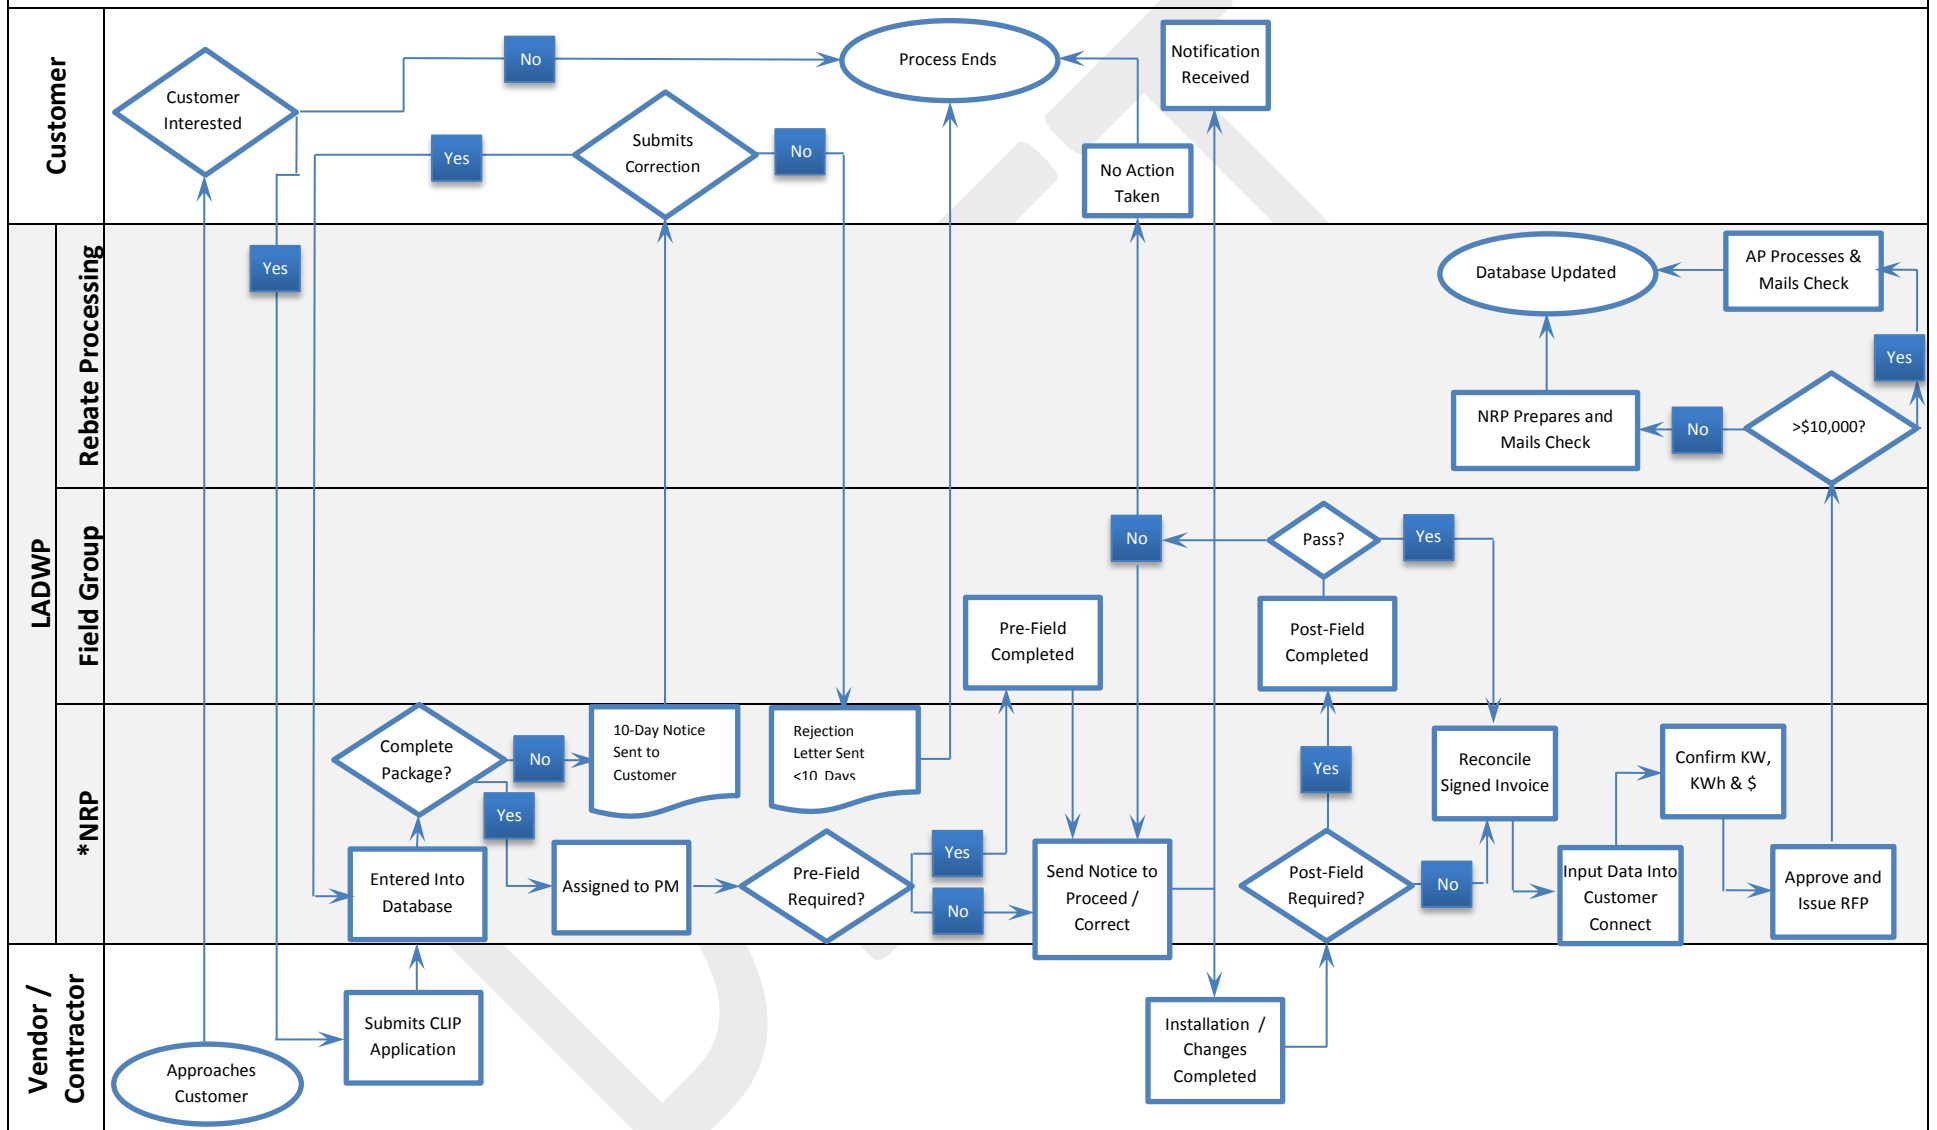 Customer
Customer
Interested
No
Process Ends
Notification
Received
Yes
Submits
Correction
No
No Action
Taken
LADWP
Rebate Processing
Yes
Database Updated
AP Processes &
Mails Check
Yes
NRP Prepares and
Mails Check
No
>$10,000?
Field Group
No
Pass?
Yes
Pre-Field
Completed
Post-Field
Completed
*NRP
Complete
Package?
No
10-Day Notice
Sent to
Customer
Rejection
Letter Sent
<10 Days
Yes
Yes
Reconcile
Signed Invoice
Confirm KW,
KWh & $
Entered Into
Database
Assigned to PM
Pre-Field
Required?
Yes
No
Send Notice to
Proceed /
Correct
Post-Field
Required?
No
Input Data Into
Customer
Connect
Approve and
Issue RFP
Vendor /
Contractor
Approaches
Customer
Submits CLIP
Application
Installation /
Changes
Completed